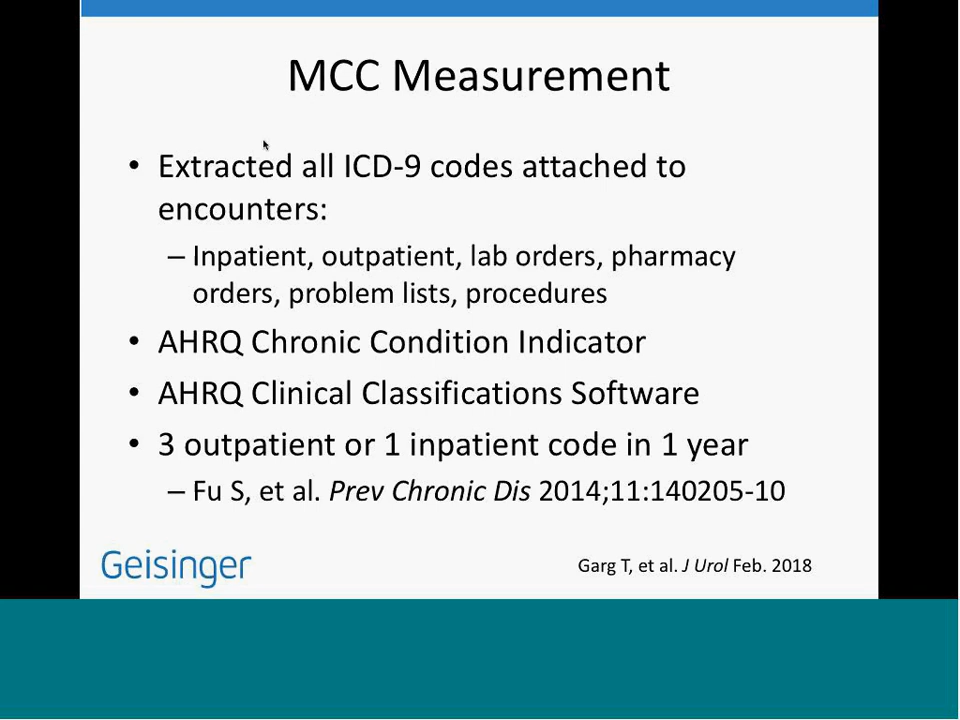 MCC Measurement
• Extracted all ICD-9 codes attached to
encounters:
– Inpatient, outpatient, lab orders, pharmacy
orders, problem lists, procedures
• AHRQ Chronic Condition Indicator
• AHRQ Clinical Classifications Software
• 3 outpatient or 1 inpatient code in 1 year
– Fu S, et al. Prev Chronic Dis 2014;11:140205-10
Geisinger
Garg T, et al. J Urol Feb. 2018